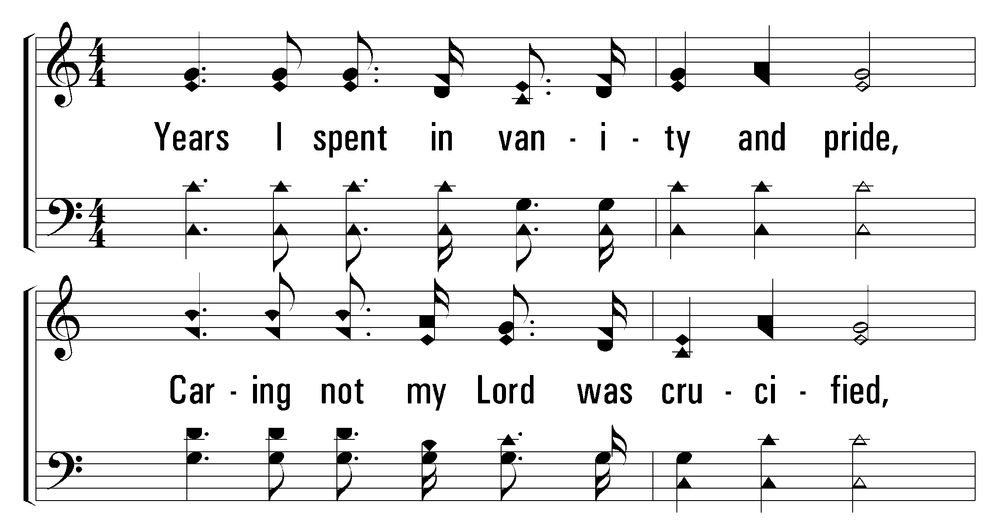 Years I spent in van - i - ty and pride,
Car - ing not my Lord was cru - ci - fied,